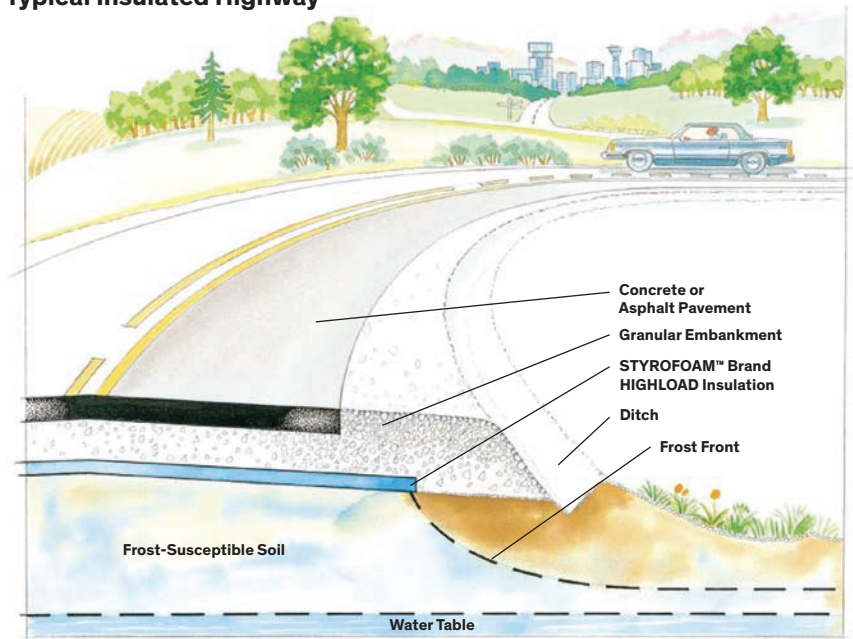 Typical Insulated Highway
Concrete or
Asphalt Pavement
Granular Embankment
STYROFOAM™ Brand
HIGHLOAD Insulation
Ditch
Frost Front
Frost-Susceptible Soil
Water Table